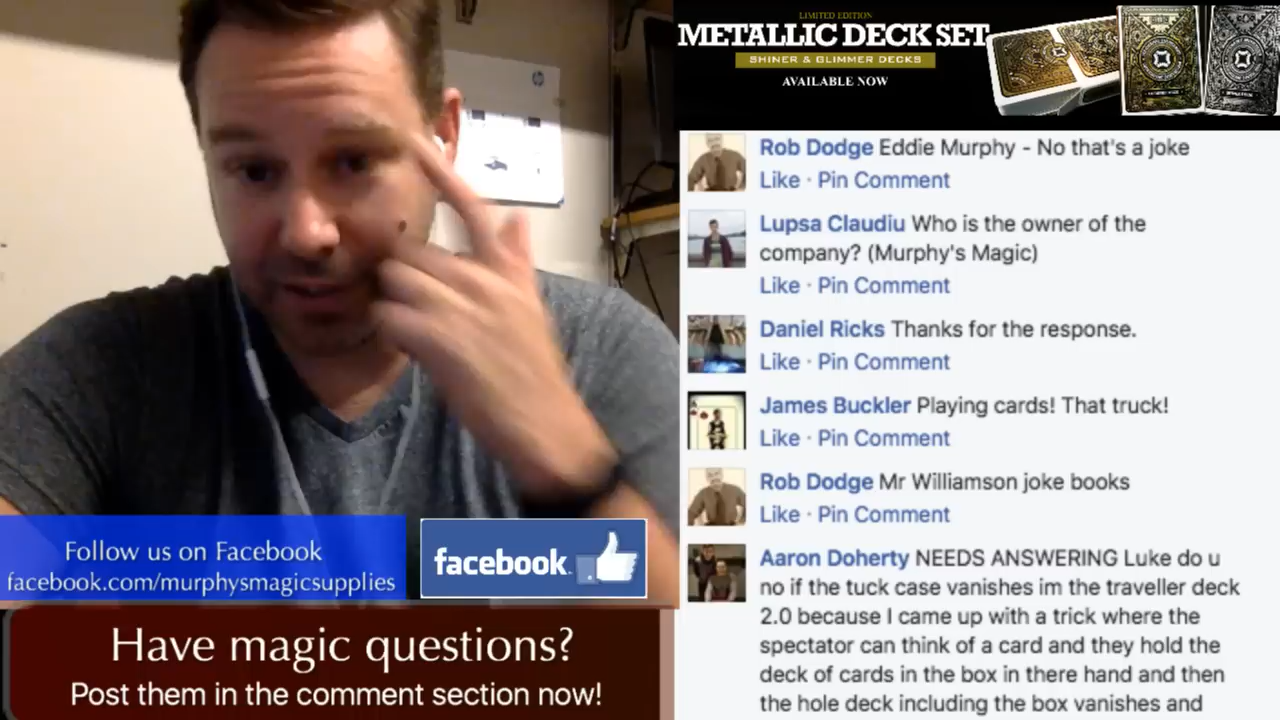 LIMITED EDITION
METALLIC DECK SET
SHINER & GLIMMER DECKS
AVAILABLE NOW
Rob Dodge Eddie Murphy - No that's a joke
Like · Pin Comment
Lupsa Claudiu Who is the owner of the
company? (Murphy's Magic)
Like · Pin Comment
Daniel Ricks Thanks for the response.
Like · Pin Comment
James Buckler Playing cards! That truck!
Like · Pin Comment
Rob Dodge Mr Williamson joke books
Like · Pin Comment
Aaron Doherty NEEDS ANSWERING Luke do u
no if the tuck case vanishes im the traveller deck
2.0 because I came up with a trick where the
spectator can think of a card and they hold the
deck of cards in the box in there hand and then
the hole deck including the box vanishes and
Follow us on Facebook
facebook.com/murphysmagicsupplies
facebook
Have magic questions?
Post them in the comment section now!
hp